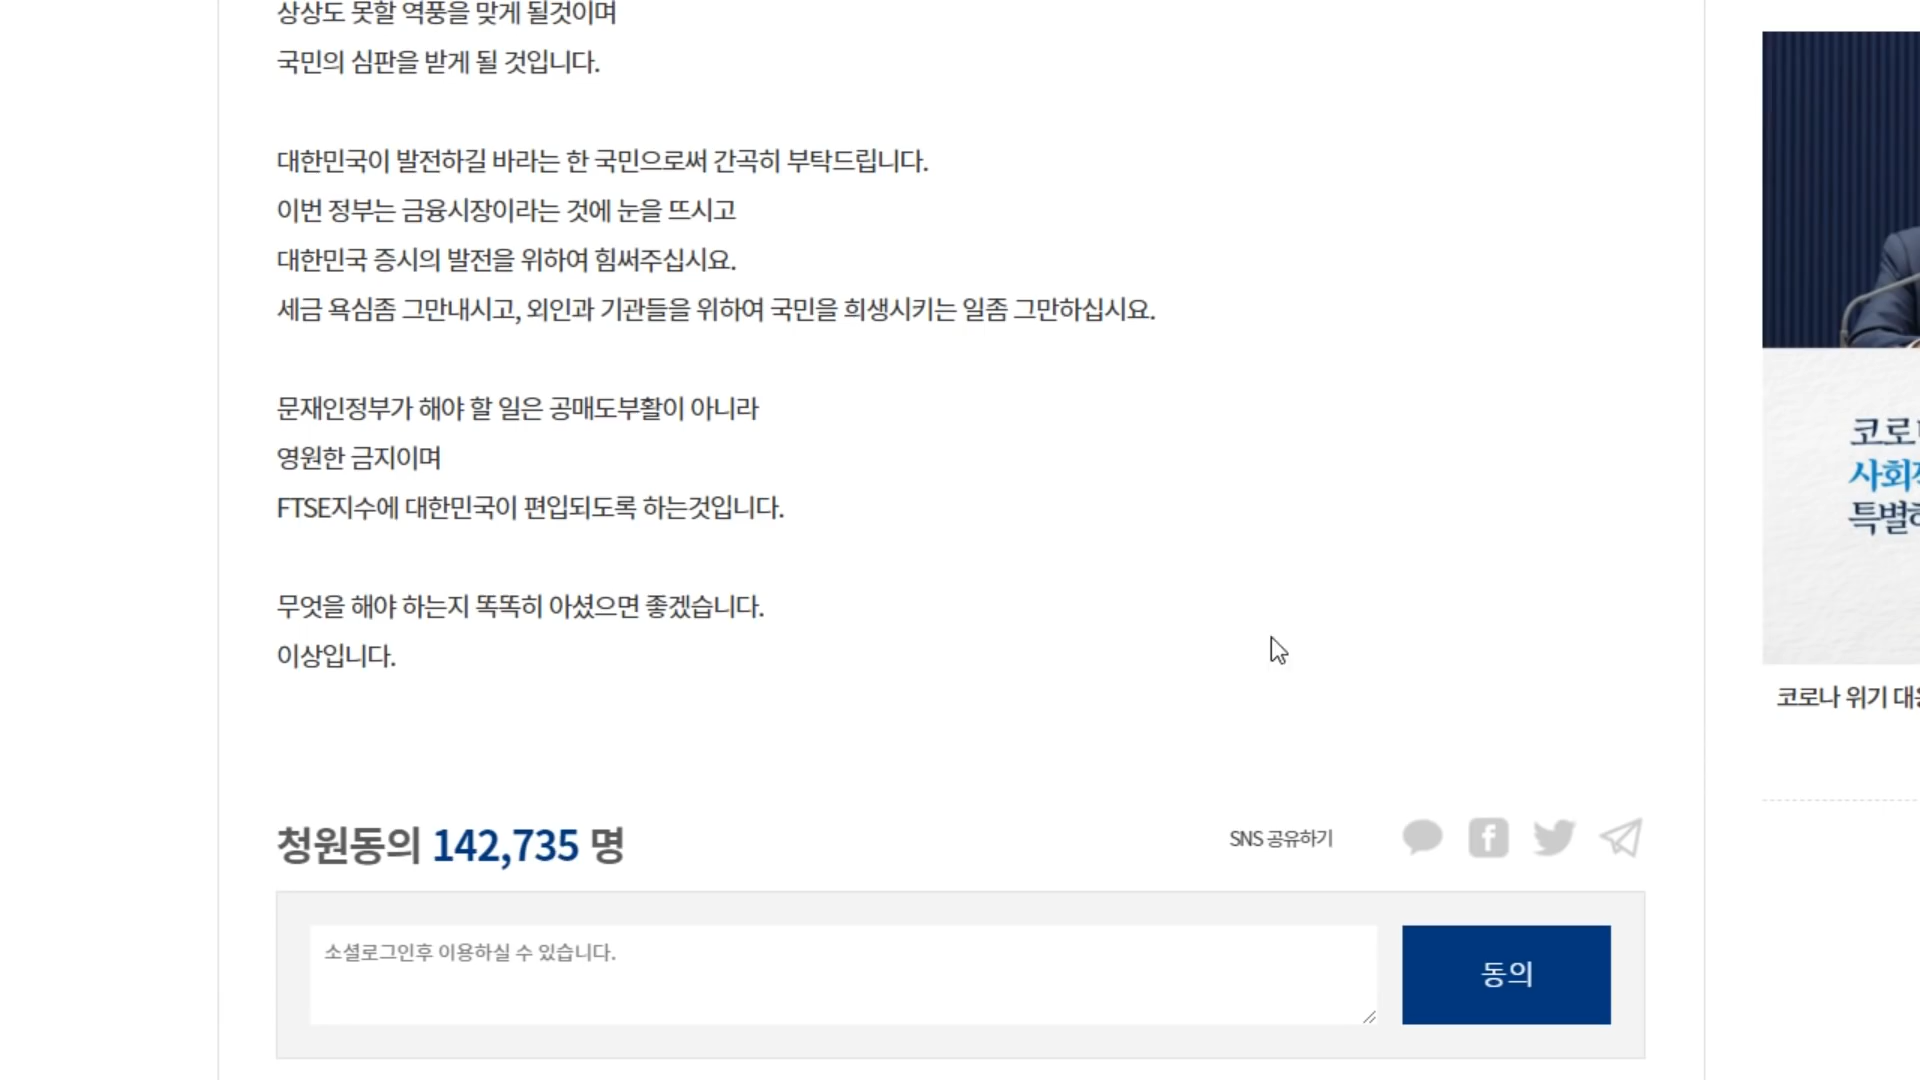 상상도 못할 역풍을 맞게 될것이며
국민의 심판을 받게 될 것입니다.
대한민국이 발전하길 바라는 한 국민으로써 간곡히 부탁드립니다.
이번 정부는 금융시장이라는 것에 눈을 뜨시고
대한민국 증시의 발전을 위하여 힘써주십시요.
세금 욕심좀 그만내시고, 외인과 기관들을 위하여 국민을 희생시키는 일좀 그만하십시요.
문재인정부가 해야 할 일은 공매도부활이 아니라
영원한 금지이며
FTSE지수에 대한민국이 편입되도록 하는것입니다.
무엇을 해야 하는지 똑똑히 아셨으면 좋겠습니다.
이상입니다.
청원동의 142,735 명
SNS 공유하기
소셜로그인후 이용하실 수 있습니다.
동의
코로
사회
특별
코로나 위기